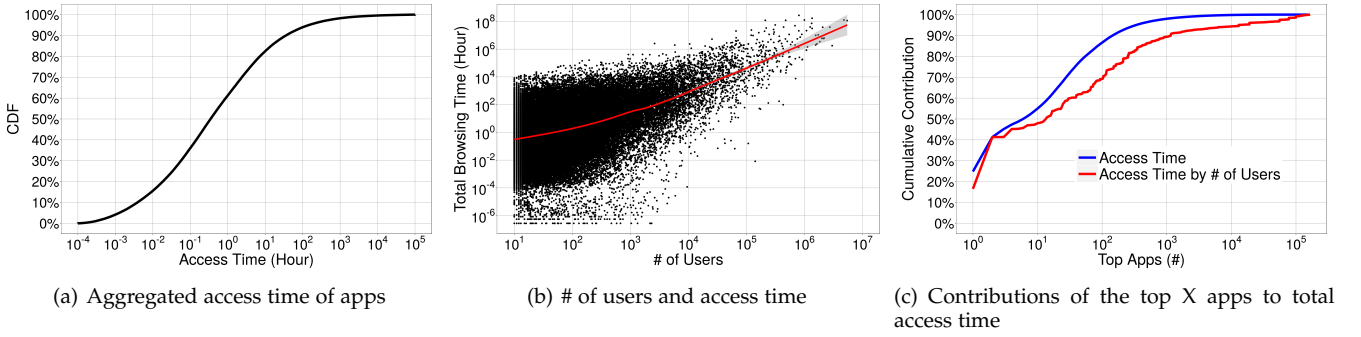 100%
90%
80%
70%
60%
50%
40%
30%
20%
10%
0%
CDF
10^-4 10^-3 10^-2 10^-1 10^0 10^1 10^2 10^3 10^4 10^5
Access Time (Hour)
(a) Aggregated access time of apps
10^8
10^6
10^4
10^2
10^0
10^-2
10^-4
10^-6
Total Browsing Time (Hour)
10^1 10^2 10^3 10^4 10^5 10^6 10^7
# of Users
(b) # of users and access time
100%
90%
80%
70%
60%
50%
40%
30%
20%
10%
0%
Cumulative Contribution
Access Time
Access Time by # of Users
10^0 10^1 10^2 10^3 10^4 10^5
Top Apps (#)
(c) Contributions of the top X apps to total
access time